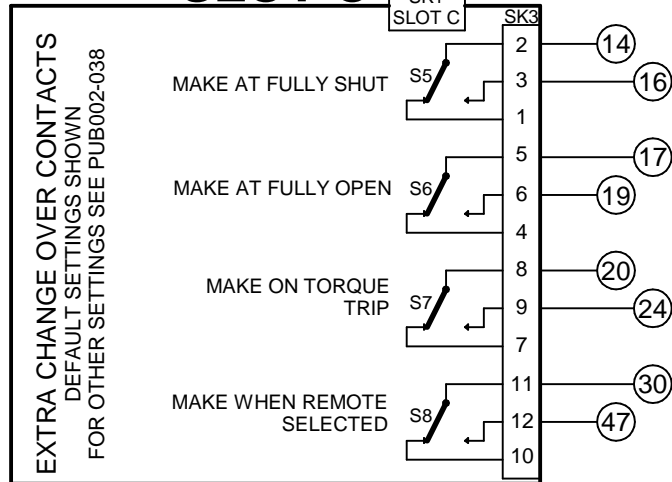 SLOT C
SK3
EXTRA CHANGE OVER CONTACTS
DEFAULT SETTINGS SHOWN
FOR OTHER SETTINGS SEE PUB002-038
MAKE AT FULLY SHUT
S5
2
14
3
16
1
MAKE AT FULLY OPEN
S6
5
17
6
19
4
MAKE ON TORQUE
TRIP
S7
8
20
9
24
7
MAKE WHEN REMOTE
SELECTED
S8
11
30
12
47
10